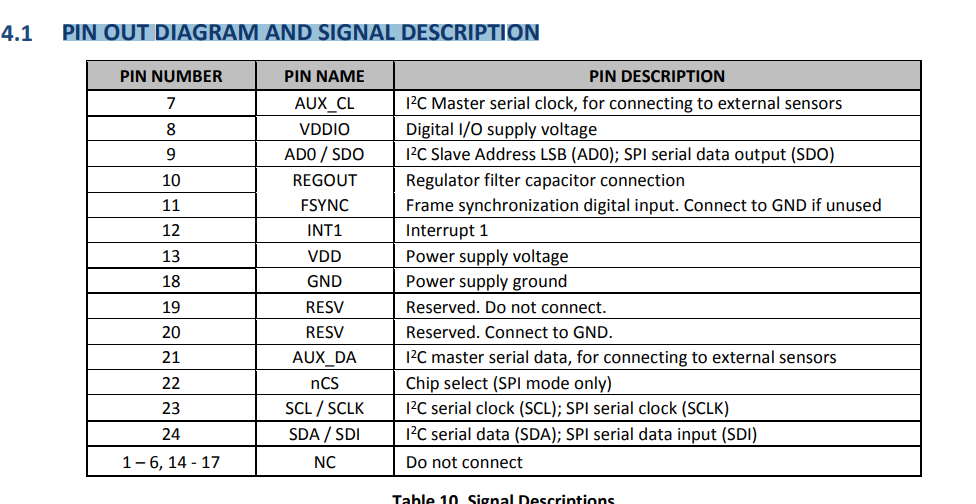 4.1 PIN OUT DIAGRAM AND SIGNAL DESCRIPTION
PIN NUMBER PIN NAME PIN DESCRIPTION
7 AUX_CL I²C Master serial clock, for connecting to external sensors
8 VDDIO Digital I/O supply voltage
9 AD0 / SDO I²C Slave Address LSB (AD0); SPI serial data output (SDO)
10 REGOUT Regulator filter capacitor connection
11 FSYNC Frame synchronization digital input. Connect to GND if unused
12 INT1 Interrupt 1
13 VDD Power supply voltage
18 GND Power supply ground
19 RESV Reserved. Do not connect.
20 RESV Reserved. Connect to GND.
21 AUX_DA I²C master serial data, for connecting to external sensors
22 nCS Chip select (SPI mode only)
23 SCL / SCLK I²C serial clock (SCL); SPI serial clock (SCLK)
24 SDA / SDI I²C serial data (SDA); SPI serial data input (SDI)
1 – 6, 14 - 17 NC Do not connect
Table 10. Signal Descriptions